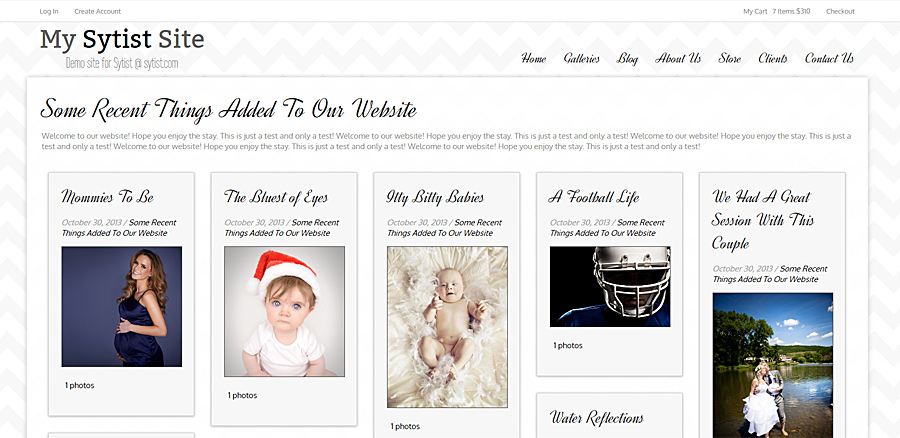 Log In Create Account My Cart 7 Items $310 Checkout
My Sytist Site
Demo site for Sytist @ sytist.com
Home Galleries Blog About Us Store Clients Contact Us
Some Recent Things Added To Our Website
Welcome to our website! Hope you enjoy the stay. This is just a test and only a test! Welcome to our website! Hope you enjoy the stay. This is just a test and only a test! Welcome to our website! Hope you enjoy the stay. This is just a
test and only a test! Welcome to our website! Hope you enjoy the stay. This is just a test and only a test! Welcome to our website! Hope you enjoy the stay. This is just a test and only a test!
Mommies To Be
October 30, 2013 / Some Recent
Things Added To Our Website
1 photos
The Bluest of Eyes
October 30, 2013 / Some Recent
Things Added To Our Website
1 photos
Itty Bitty Babies
October 30, 2013 / Some Recent
Things Added To Our Website
1 photos
A Football Life
October 30, 2013 / Some Recent
Things Added To Our Website
1 photos
Water Reflections
We Had A Great
Session With This
Couple
October 30, 2013 / Some Recent
Things Added To Our Website